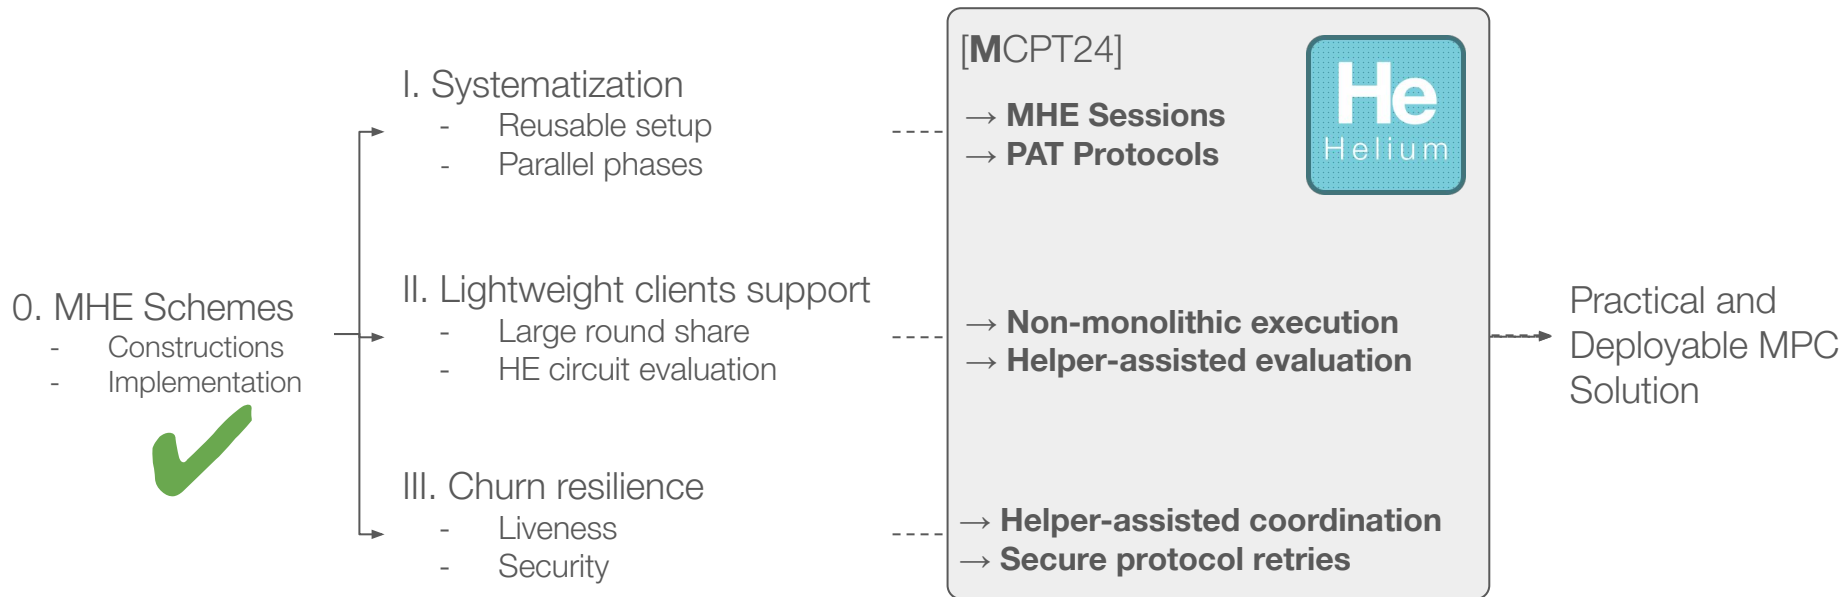 0. MHE Schemes
- Constructions
- Implementation
I. Systematization
- Reusable setup
- Parallel phases
II. Lightweight clients support
- Large round share
- HE circuit evaluation
III. Churn resilience
- Liveness
- Security
[MCPT24]
He
Helium
→ MHE Sessions
→ PAT Protocols
→ Non-monolithic execution
→ Helper-assisted evaluation
→ Helper-assisted coordination
→ Secure protocol retries
Practical and
Deployable MPC
Solution